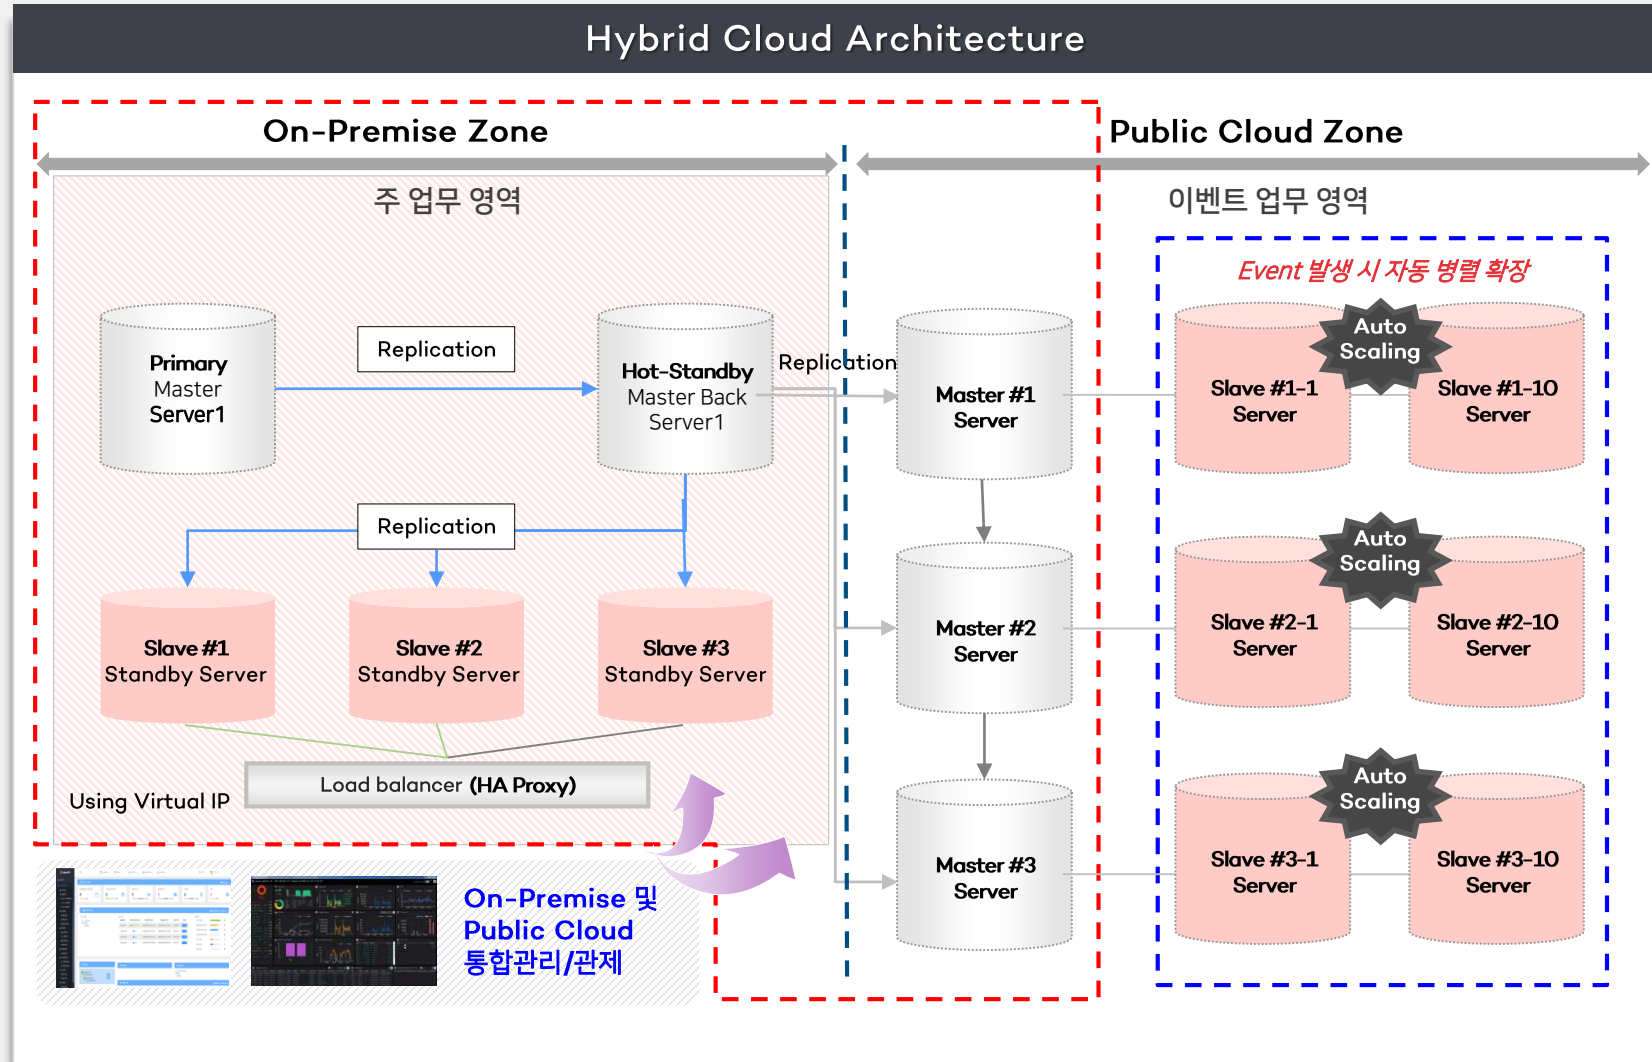 Hybrid Cloud Architecture
On-Premise Zone
Public Cloud Zone
주 업무 영역
이벤트 업무 영역
Event 발생 시 자동 병렬 확장
Primary
Master
Server1
Replication
Hot-Standby
Master Back
Server1
Replication
Master #1
Server
Slave #1-1
Server
Auto
Scaling
Slave #1-10
Server
Replication
Slave #1
Standby Server
Slave #2
Standby Server
Slave #3
Standby Server
Master #2
Server
Slave #2-1
Server
Auto
Scaling
Slave #2-10
Server
Load balancer (HA Proxy)
Using Virtual IP
Master #3
Server
Slave #3-1
Server
Auto
Scaling
Slave #3-10
Server
On-Premise 및
Public Cloud
통합관리/관제